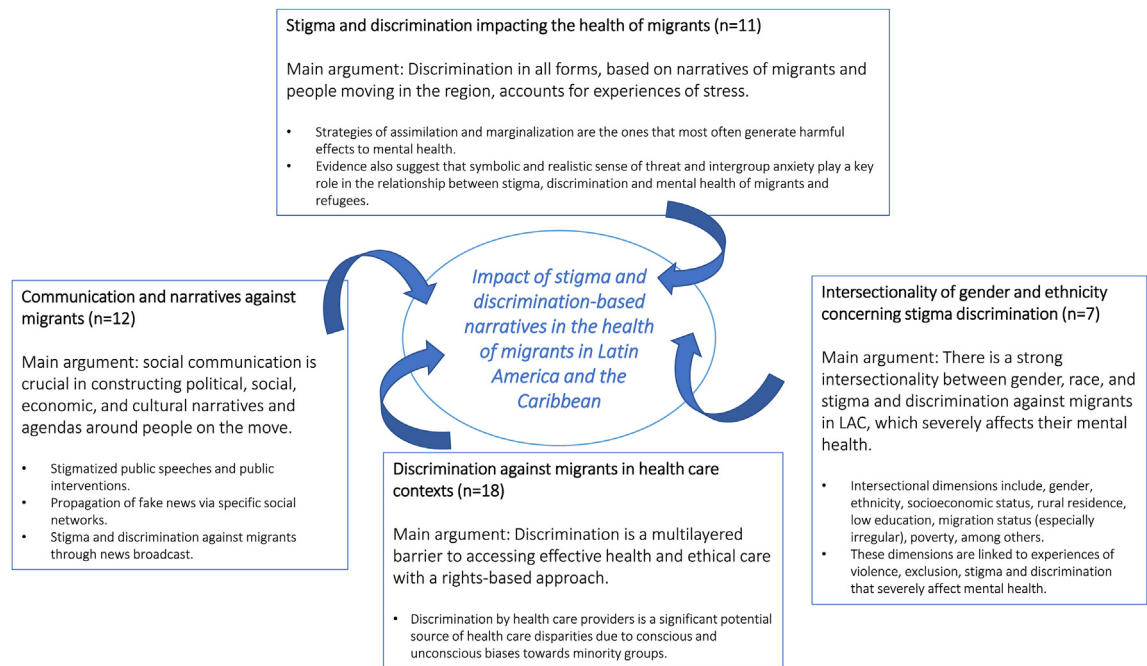 Stigma and discrimination impacting the health of migrants (n=11)
Main argument: Discrimination in all forms, based on narratives of migrants and
people moving in the region, accounts for experiences of stress.
• Strategies of assimilation and marginalization are the ones that most often generate harmful
effects to mental health.
• Evidence also suggest that symbolic and realistic sense of threat and intergroup anxiety play a key
role in the relationship between stigma, discrimination and mental health of migrants and
refugees.
Communication and narratives against
migrants (n=12)
Main argument: social communication is
crucial in constructing political, social,
economic, and cultural narratives and
agendas around people on the move.
• Stigmatized public speeches and public
interventions.
• Propagation of fake news via specific social
networks.
• Stigma and discrimination against migrants
through news broadcast.
Impact of stigma and
discrimination-based
narratives in the health
of migrants in Latin
America and the
Caribbean
Intersectionality of gender and ethnicity
concerning stigma discrimination (n=7)
Main argument: There is a strong
intersectionality between gender, race, and
stigma and discrimination against migrants
in LAC, which severely affects their mental
health.
• Intersectional dimensions include, gender,
ethnicity, socioeconomic status, rural residence,
low education, migration status (especially
irregular), poverty, among others.
• These dimensions are linked to experiences of
violence, exclusion, stigma and discrimination
that severely affect mental health.
Discrimination against migrants in health care
contexts (n=18)
Main argument: Discrimination is a multilayered
barrier to accessing effective health and ethical care
with a rights-based approach.
• Discrimination by health care providers is a significant potential
source of health care disparities due to conscious and
unconscious biases towards minority groups.